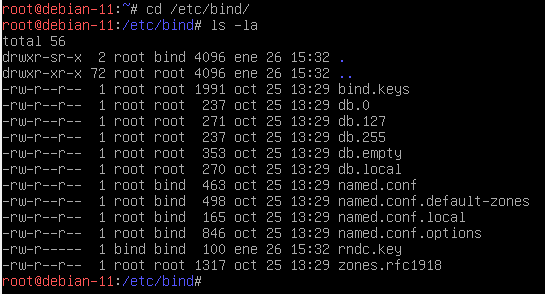 root@debian-11:~# cd /etc/bind/
root@debian-11:/etc/bind# ls -la
total 56
drwxr-sr-x  2 root bind 4096 ene 26 15:32 .
drwxr-xr-x 72 root root 4096 ene 26 15:32 ..
-rw-r--r--  1 root root 1991 oct 25 13:29 bind.keys
-rw-r--r--  1 root root  237 oct 25 13:29 db.0
-rw-r--r--  1 root root  271 oct 25 13:29 db.127
-rw-r--r--  1 root root  237 oct 25 13:29 db.255
-rw-r--r--  1 root root  353 oct 25 13:29 db.empty
-rw-r--r--  1 root root  270 oct 25 13:29 db.local
-rw-r--r--  1 root bind  463 oct 25 13:29 named.conf
-rw-r--r--  1 root bind  498 oct 25 13:29 named.conf.default-zones
-rw-r--r--  1 root bind  165 oct 25 13:29 named.conf.local
-rw-r--r--  1 root bind  846 oct 25 13:29 named.conf.options
-rw-r-----  1 bind bind  100 ene 26 15:32 rndc.key
-rw-r--r--  1 root root 1317 oct 25 13:29 zones.rfc1918
root@debian-11:/etc/bind#